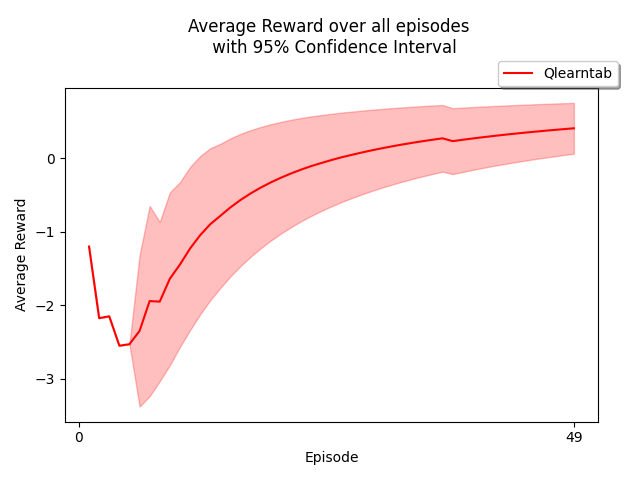 Average Reward over all episodes
with 95% Confidence Interval
Qlearntab
Average Reward
0
−1
−2
−3
0
49
Episode